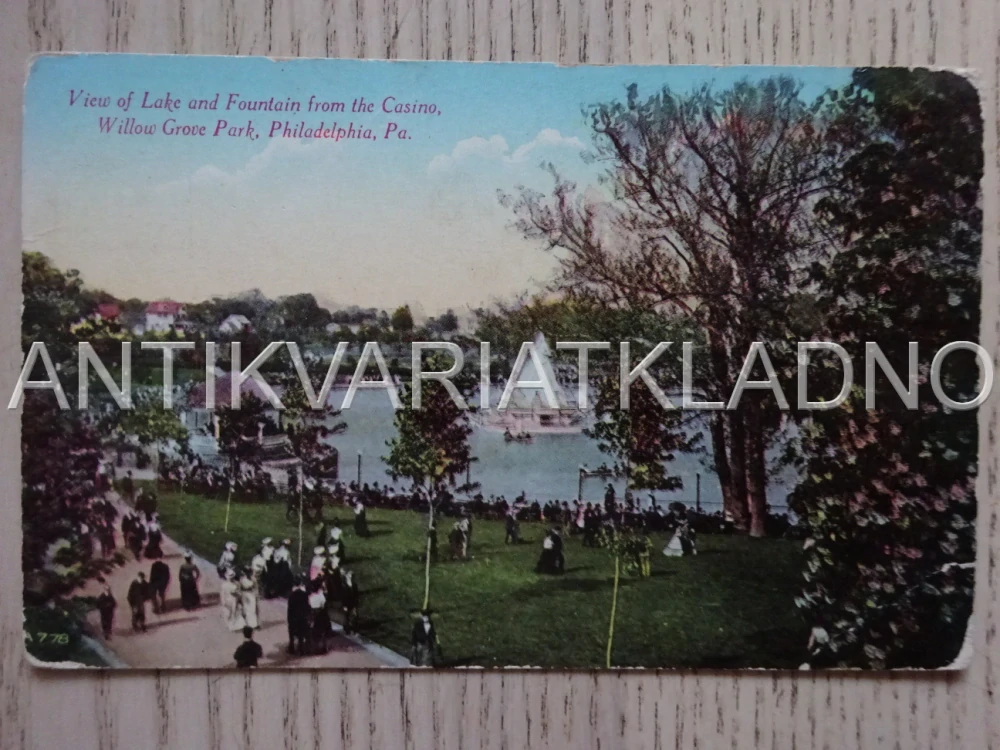 View of Lake and Fountain from the Casino,
Willow Grove Park, Philadelphia, Pa.
ANTIKVARIATKLADNO
A 778